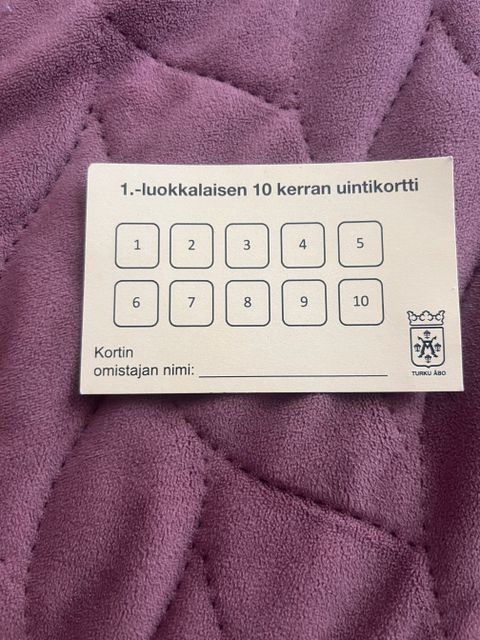 1.-luokkalaisen 10 kerran uintikortti
1 2 3 4 5
6 7 8 9 10
Kortin
omistajan nimi:
TURKU ÅBO